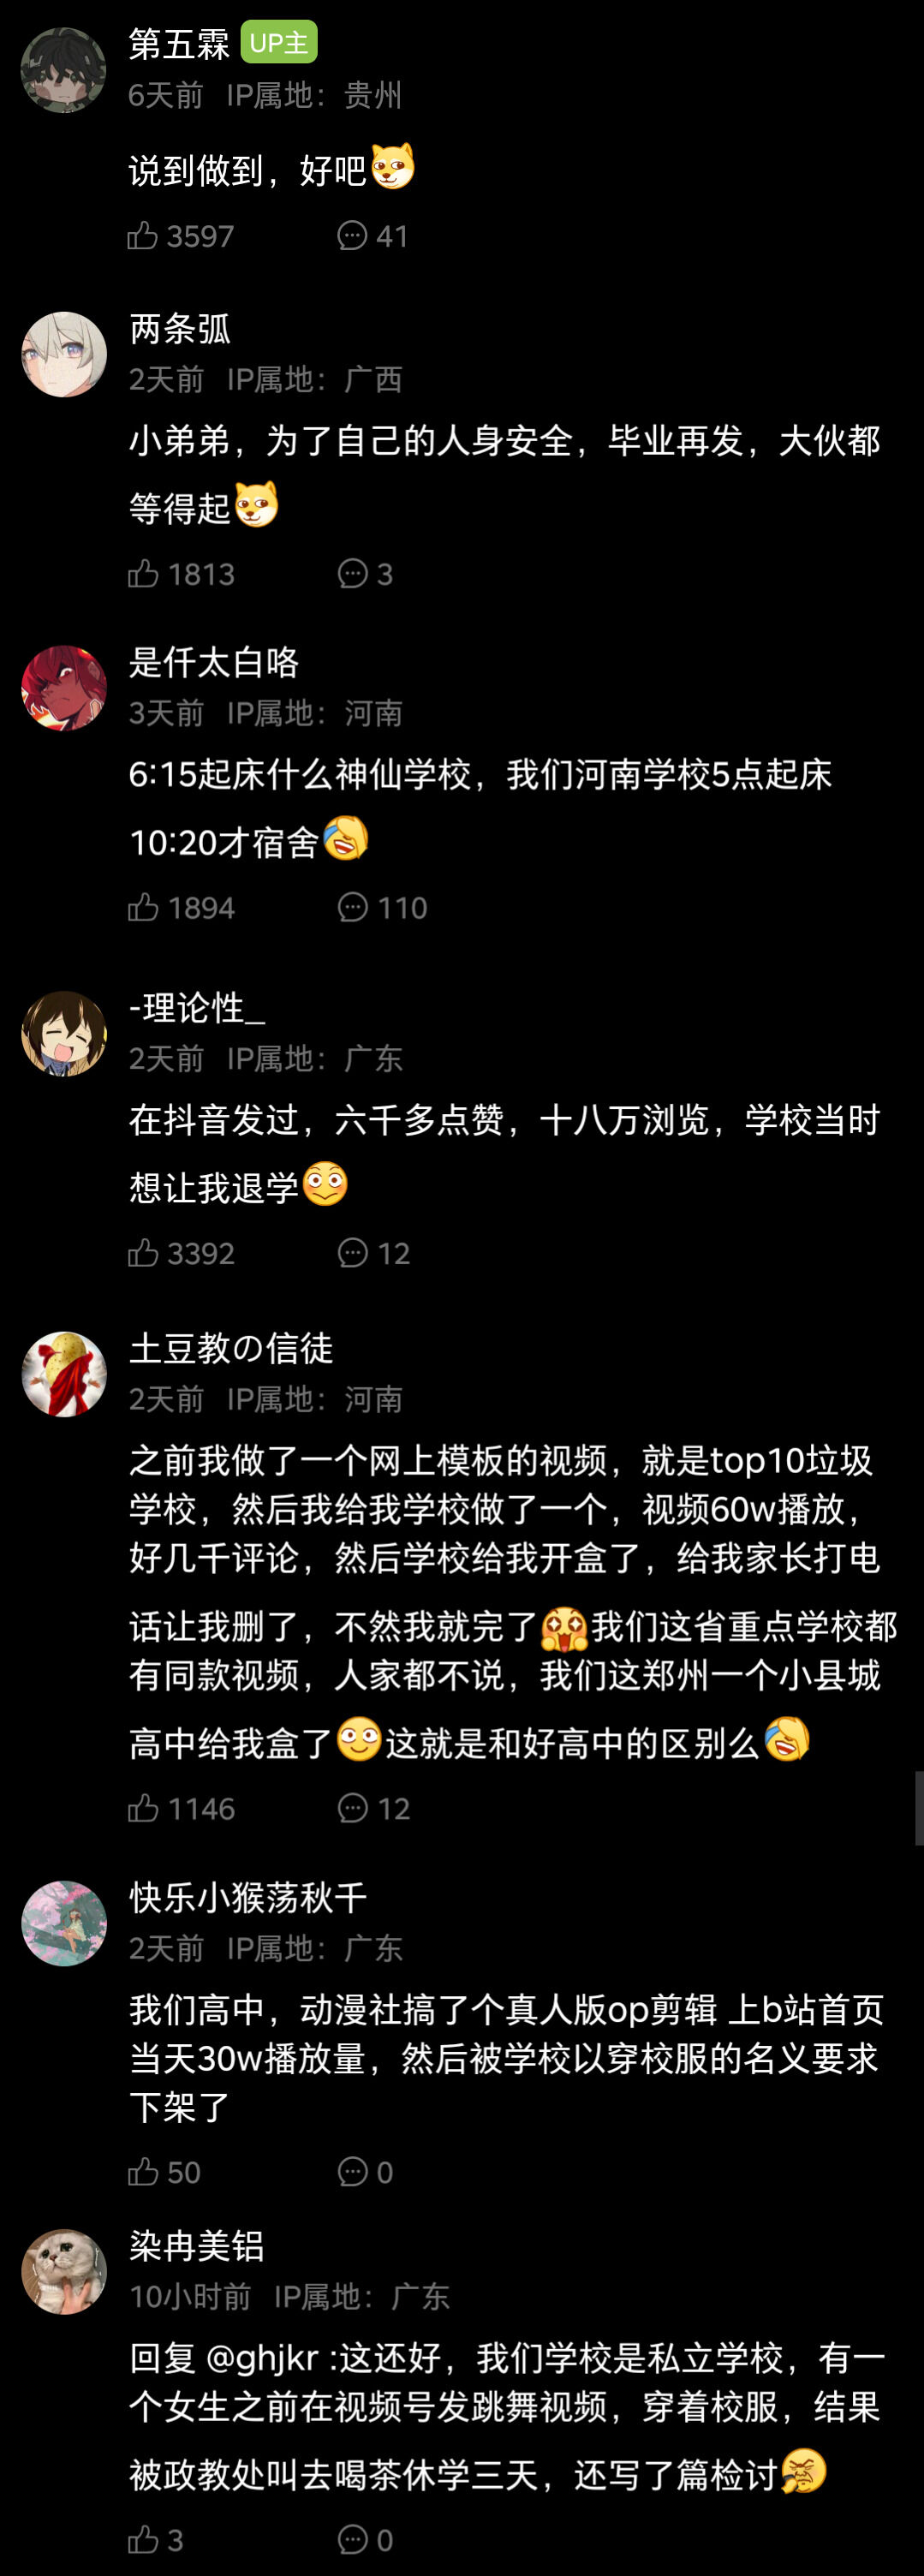 第五霖 UP主
6天前 IP属地：贵州
说到做到，好吧
3597 41
两条弧
2天前 IP属地：广西
小弟弟，为了自己的人身安全，毕业再发，大伙都
等得起
1813 3
是仟太白咯
3天前 IP属地：河南
6:15起床什么神仙学校，我们河南学校5点起床
10:20才宿舍
1894 110
-理论性_
2天前 IP属地：广东
在抖音发过，六千多点赞，十八万浏览，学校当时
想让我退学
3392 12
土豆教の信徒
2天前 IP属地：河南
之前我做了一个网上模板的视频，就是top10垃圾
学校，然后我给我学校做了一个，视频60w播放，
好几千评论，然后学校给我开盒了，给我家长打电
话让我删了，不然我就完了我们这省重点学校都
有同款视频，人家都不说，我们这郑州一个小县城
高中给我盒了这就是和好高中的区别么
1146 12
快乐小猴荡秋千
2天前 IP属地：广东
我们高中，动漫社搞了个真人版op剪辑 上b站首页
当天30w播放量，然后被学校以穿校服的名义要求
下架了
50 0
染冉美铝
10小时前 IP属地：广东
回复 @ghjkr :这还好，我们学校是私立学校，有一
个女生之前在视频号发跳舞视频，穿着校服，结果
被政教处叫去喝茶休学三天，还写了篇检讨
3 0